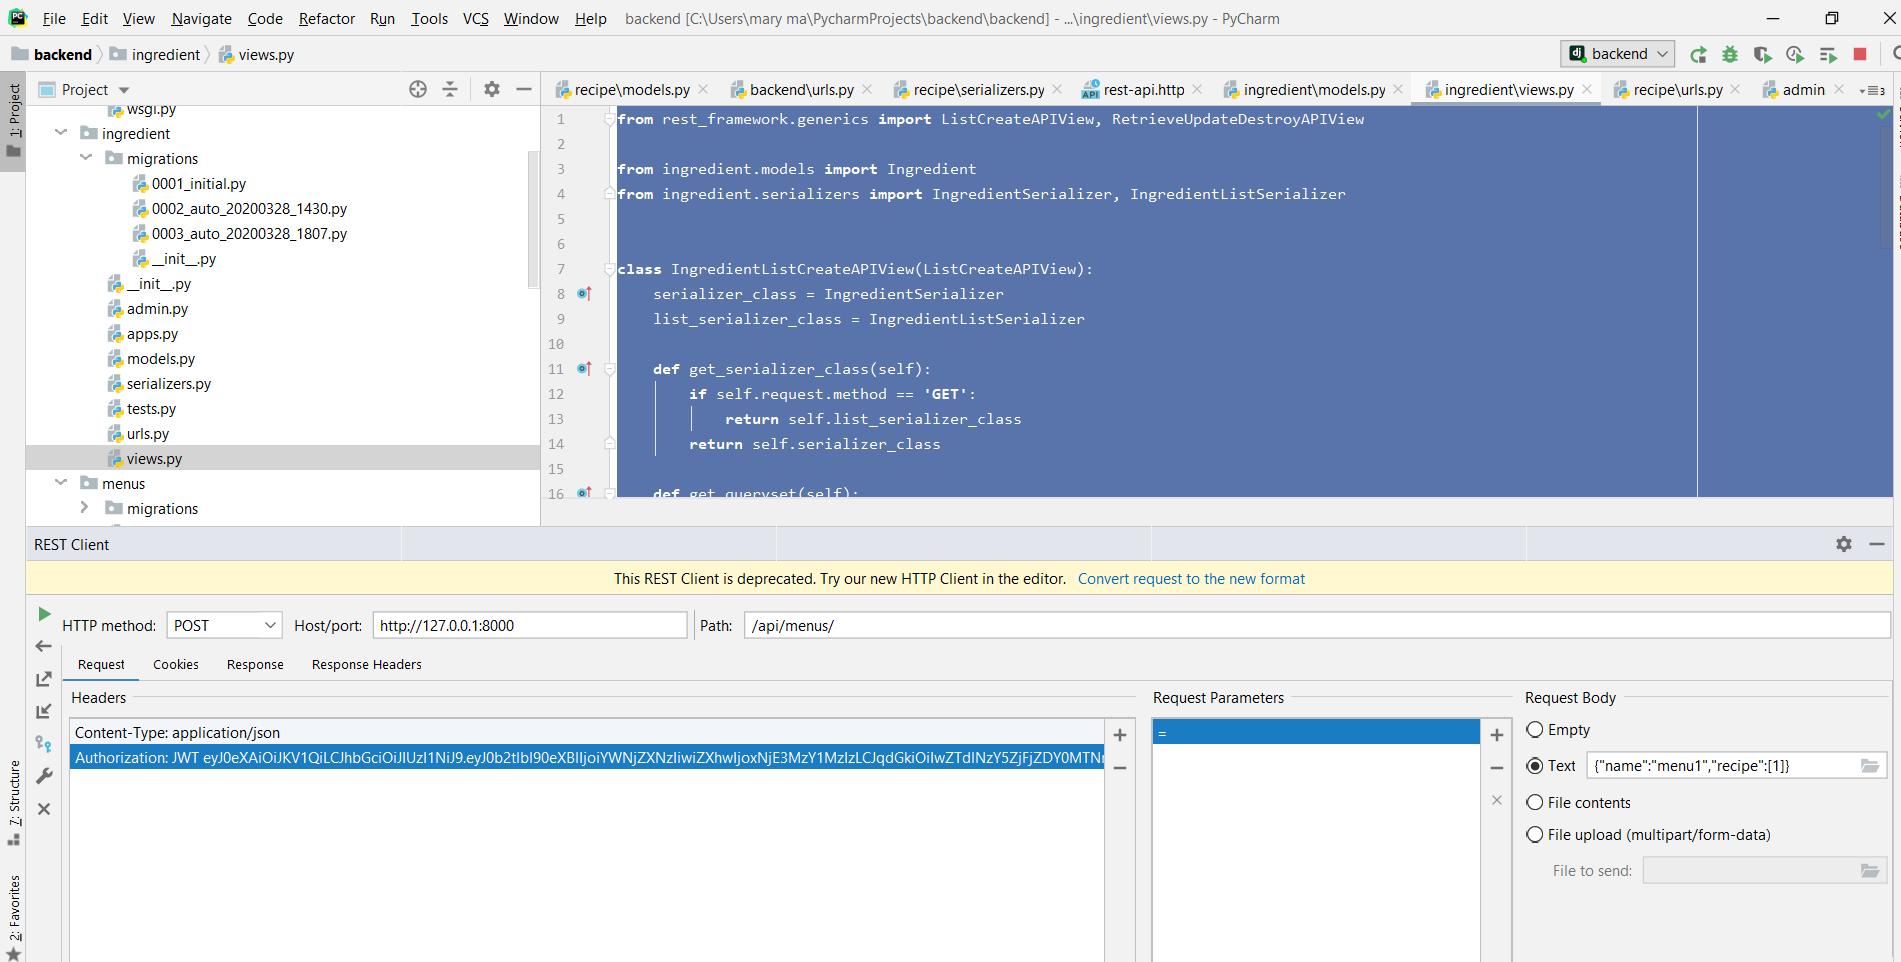 File Edit View Navigate Code Refactor Run Tools VCS Window Help backend [C:\Users\mary ma\PycharmProjects\backend\backend] - ...\ingredient\views.py - PyCharm
backend ingredient views.py
dj backend
1: Project
Project
wsgi.py
ingredient
migrations
0001_initial.py
0002_auto_20200328_1430.py
0003_auto_20200328_1807.py
__init__.py
__init__.py
admin.py
apps.py
models.py
serializers.py
tests.py
urls.py
views.py
menus
migrations
recipe\models.py backend\urls.py recipe\serializers.py rest-api.http ingredient\models.py ingredient\views.py recipe\urls.py admin 3
1 from rest_framework.generics import ListCreateAPIView, RetrieveUpdateDestroyAPIView
2
3 from ingredient.models import Ingredient
4 from ingredient.serializers import IngredientSerializer, IngredientListSerializer
5
6
7 class IngredientListCreateAPIView(ListCreateAPIView):
8 serializer_class = IngredientSerializer
9 list_serializer_class = IngredientListSerializer
10
11 def get_serializer_class(self):
12 if self.request.method == 'GET':
13 return self.list_serializer_class
14 return self.serializer_class
15
16 def get_queryset(self):
REST Client
This REST Client is deprecated. Try our new HTTP Client in the editor. Convert request to the new format
HTTP method: POST Host/port: http://127.0.0.1:8000 Path: /api/menus/
Request Cookies Response Response Headers
Headers
Content-Type: application/json
Authorization: JWT
Request Parameters
=
Request Body
Empty
Text {"name":"menu1","recipe":[1]}
File contents
File upload (multipart/form-data)
File to send:
7: Structure
2: Favorites